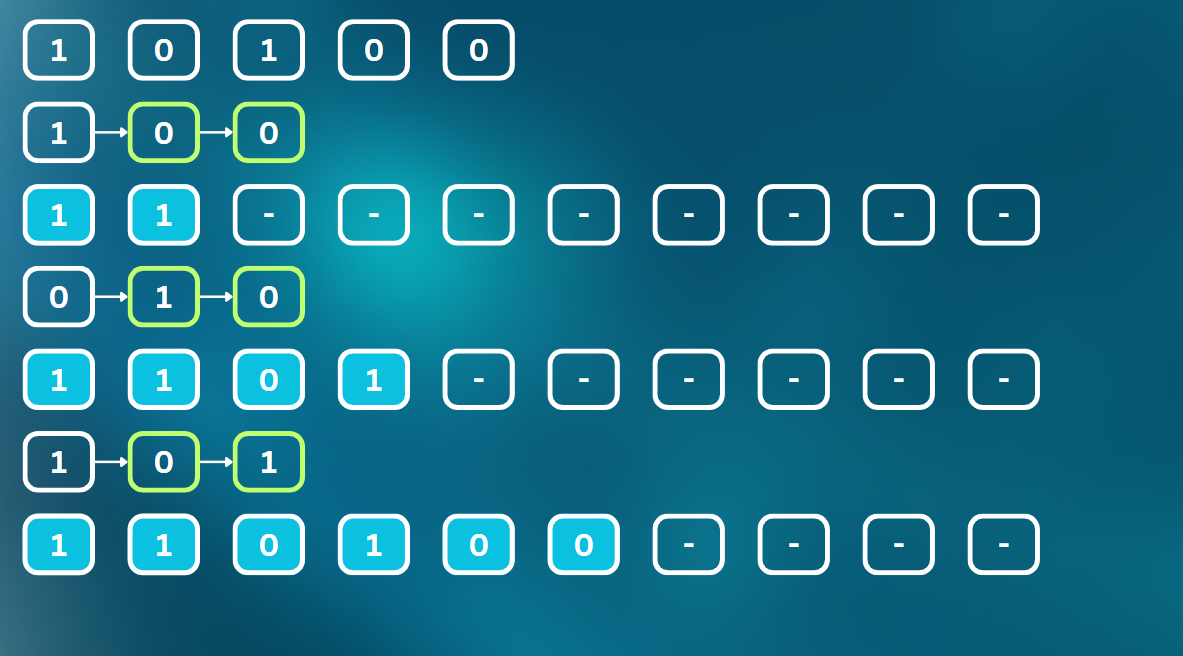 1 0 1 0 0
1 0 0
1 1 - - - - - - - -
0 1 0
1 1 0 1 - - - - - -
1 0 1
1 1 0 1 0 0 - - - -